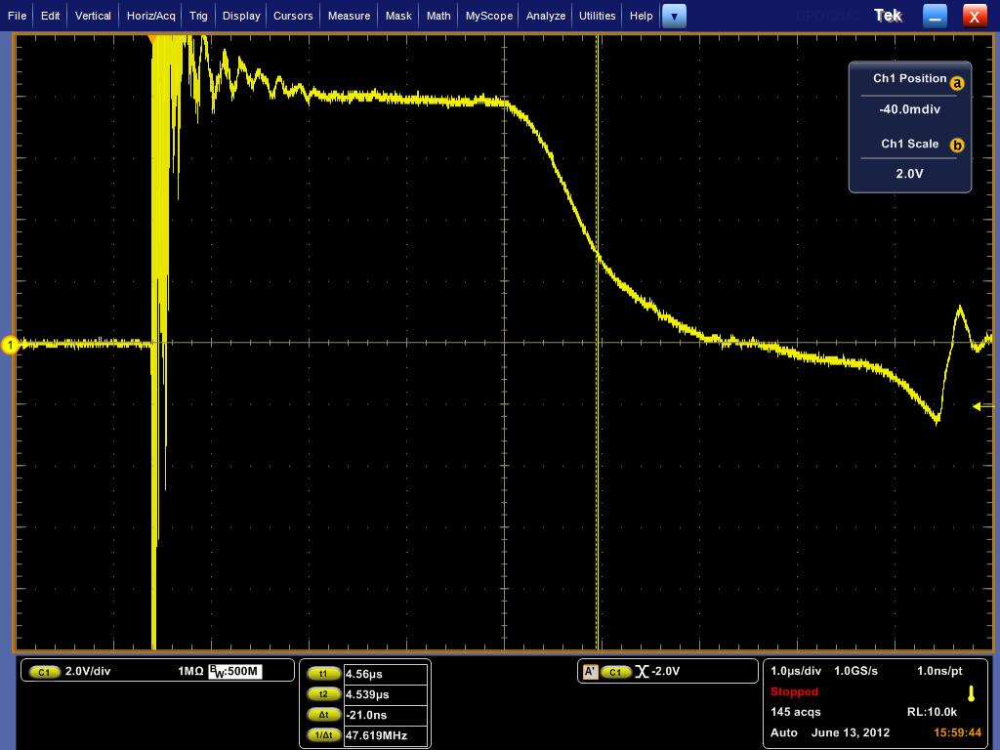 File Edit Vertical Horiz/Acq Trig Display Cursors Measure Mask Math MyScope Analyze Utilities Help Tek X
Ch1 Position a
-40.0mdiv
Ch1 Scale b
2.0V
1
C1 2.0V/div 1MΩ BW:500M
t1 4.56µs
t2 4.539µs
Δt -21.0ns
1/Δt 47.619MHz
A' C1 -2.0V
1.0µs/div 1.0GS/s 1.0ns/pt
Stopped
145 acqs RL:10.0k
Auto June 13, 2012 15:59:44